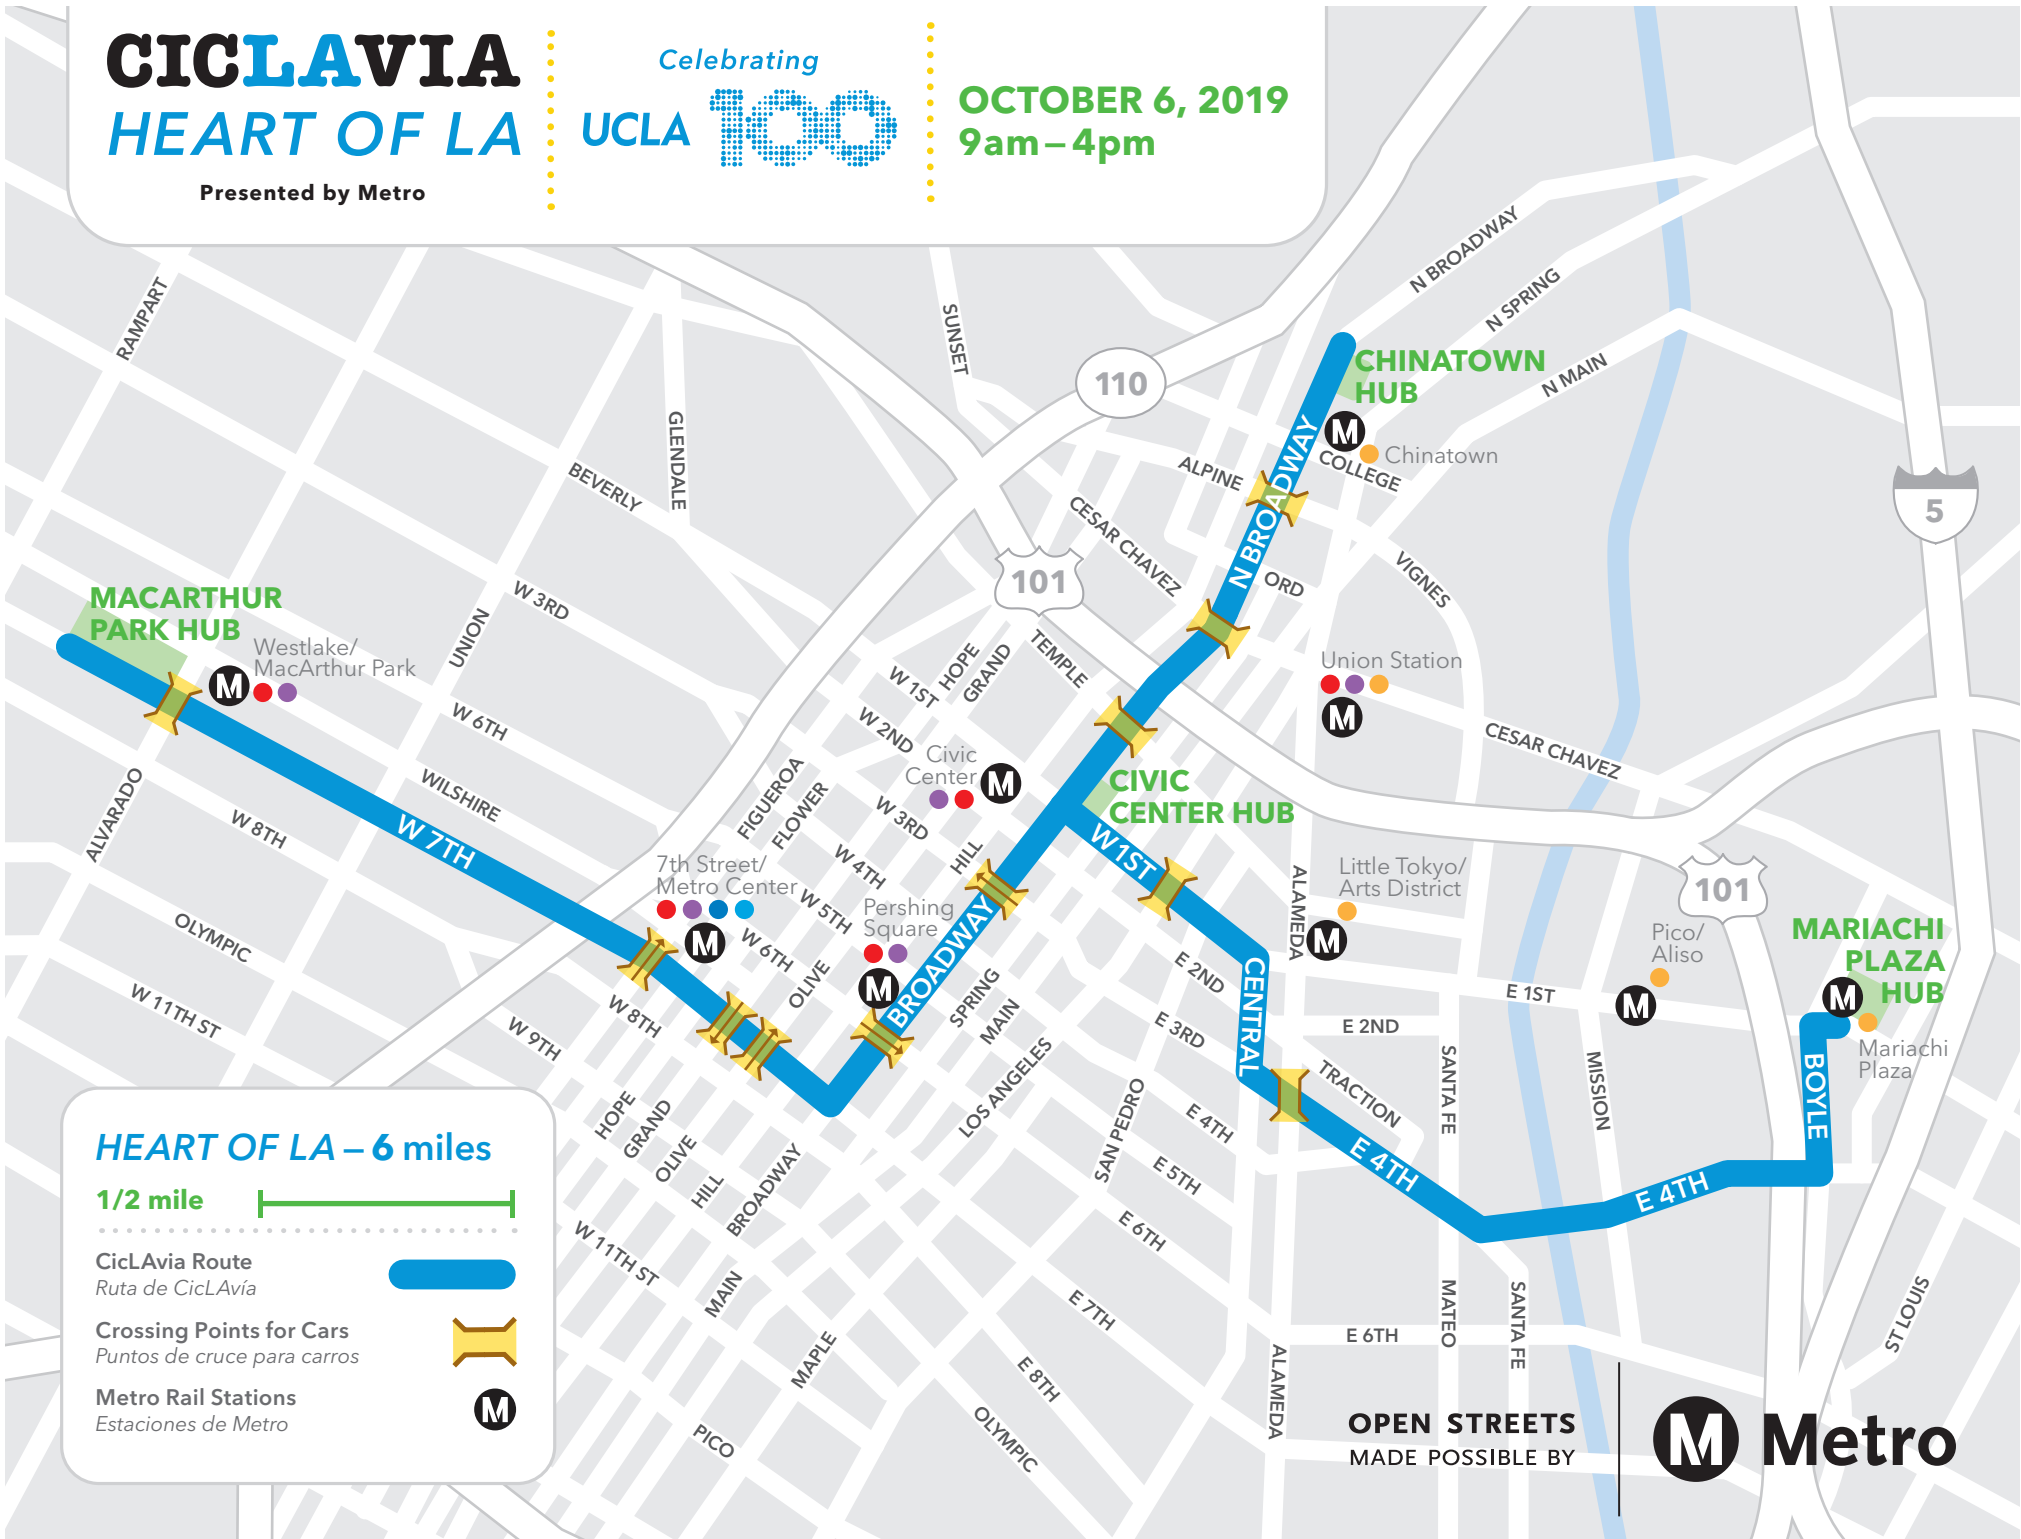 CICLAVIA
HEART OF LA
Presented by Metro
Celebrating
UCLA 100
OCTOBER 6, 2019
9am – 4pm
RAMPART
SUNSET
N BROADWAY
N SPRING
N MAIN
110
CHINATOWN
HUB
M
Chinatown
GLENDALE
BEVERLY
ALPINE
COLLEGE
N BROADWAY
CESAR CHAVEZ
5
101
ORD
VIGNES
MACARTHUR
PARK HUB
Westlake/
MacArthur Park
M
UNION
W 3RD
HOPE
GRAND
TEMPLE
W 1ST
Union Station
M
W 6TH
W 2ND
CESAR CHAVEZ
Civic
Center
M
CIVIC
CENTER HUB
ALVARADO
WILSHIRE
FIGUEROA
FLOWER
W 3RD
W 8TH
W 7TH
HILL
W 1ST
W 4TH
7th Street/
Metro Center
M
W 5TH
Pershing
Square
M
ALAMEDA
Little Tokyo/
Arts District
M
101
OLYMPIC
W 6TH
OLIVE
BROADWAY
Pico/
Aliso
M
MARIACHI
PLAZA
HUB
M
Mariachi
Plaza
W 11TH ST
W 9TH
W 8TH
SPRING
MAIN
E 2ND
CENTRAL
E 1ST
E 2ND
E 3RD
LOS ANGELES
TRACTION
SANTA FE
MISSION
BOYLE
HOPE
GRAND
OLIVE
HILL
BROADWAY
SAN PEDRO
E 4TH
E 4TH
E 4TH
E 5TH
E 6TH
W 11TH ST
MAIN
MAPLE
E 7TH
E 8TH
MATEO
SANTA FE
E 6TH
ST LOUIS
ALAMEDA
PICO
OLYMPIC
HEART OF LA – 6 miles
1/2 mile
CicLAvia Route
Ruta de CicLAvía
Crossing Points for Cars
Puntos de cruce para carros
Metro Rail Stations
Estaciones de Metro
M
OPEN STREETS
MADE POSSIBLE BY
M Metro